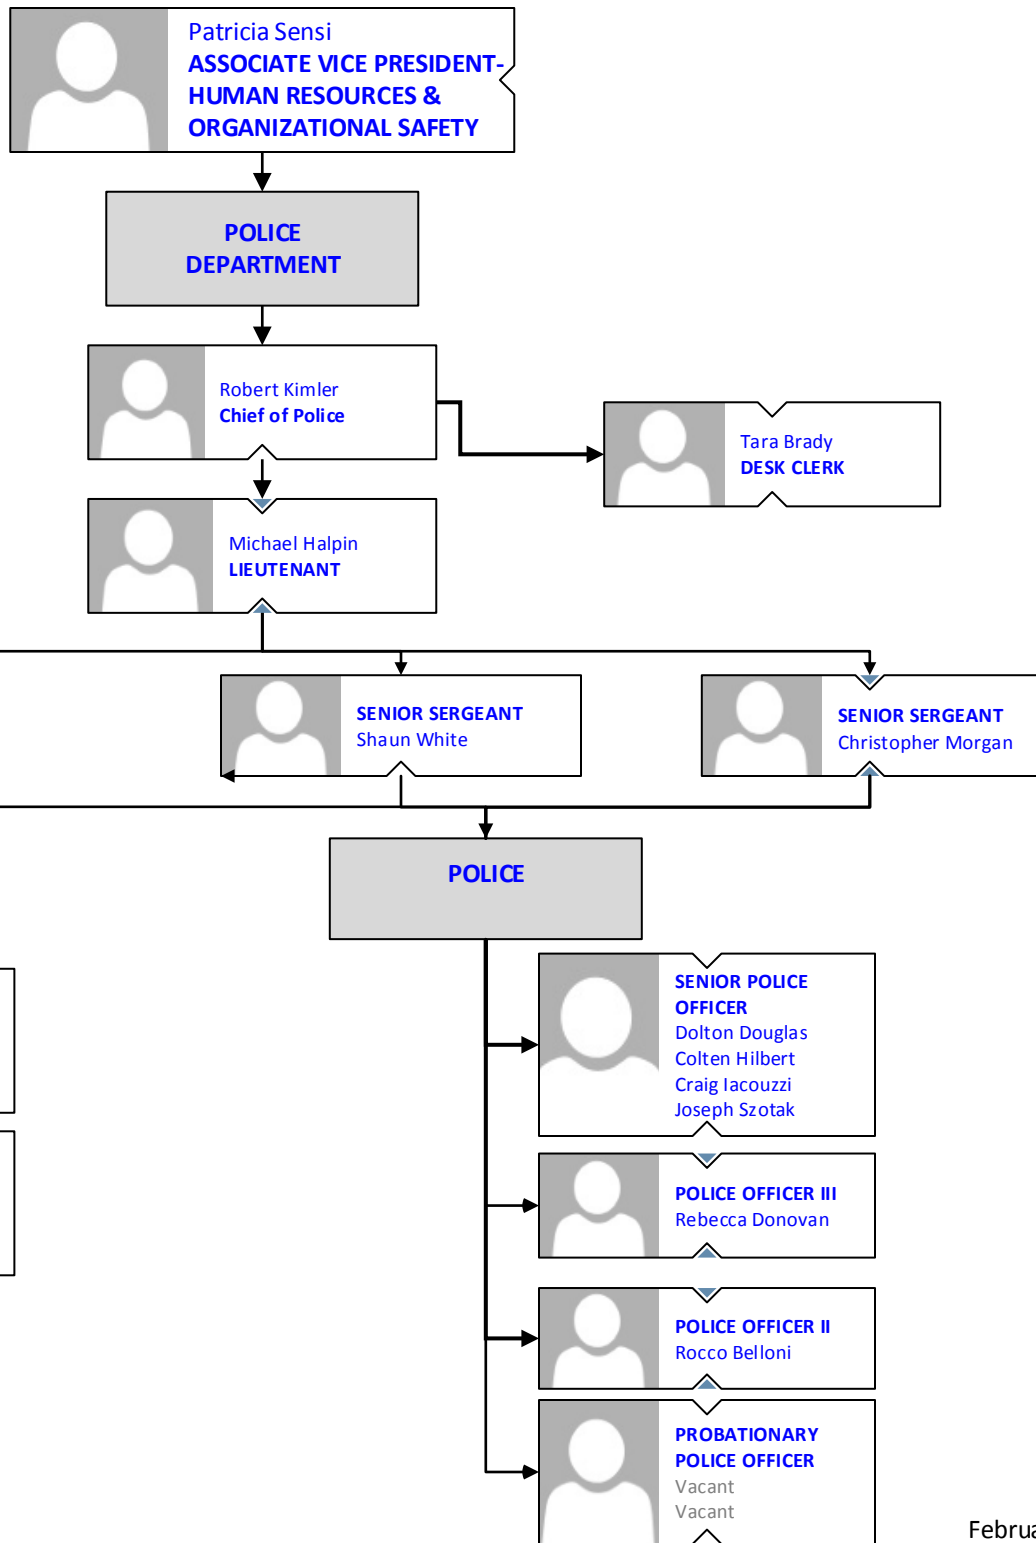 Patricia Sensi
ASSOCIATE VICE PRESIDENT-
HUMAN RESOURCES &
ORGANIZATIONAL SAFETY
POLICE
DEPARTMENT
Robert Kimler
Chief of Police
Tara Brady
DESK CLERK
Michael Halpin
LIEUTENANT
SENIOR SERGEANT
Shaun White
SENIOR SERGEANT
Christopher Morgan
POLICE
SENIOR POLICE
OFFICER
Dolton Douglas
Colten Hilbert
Craig Iacouzzi
Joseph Szotak
POLICE OFFICER III
Rebecca Donovan
POLICE OFFICER II
Rocco Belloni
PROBATIONARY
POLICE OFFICER
Vacant
Vacant